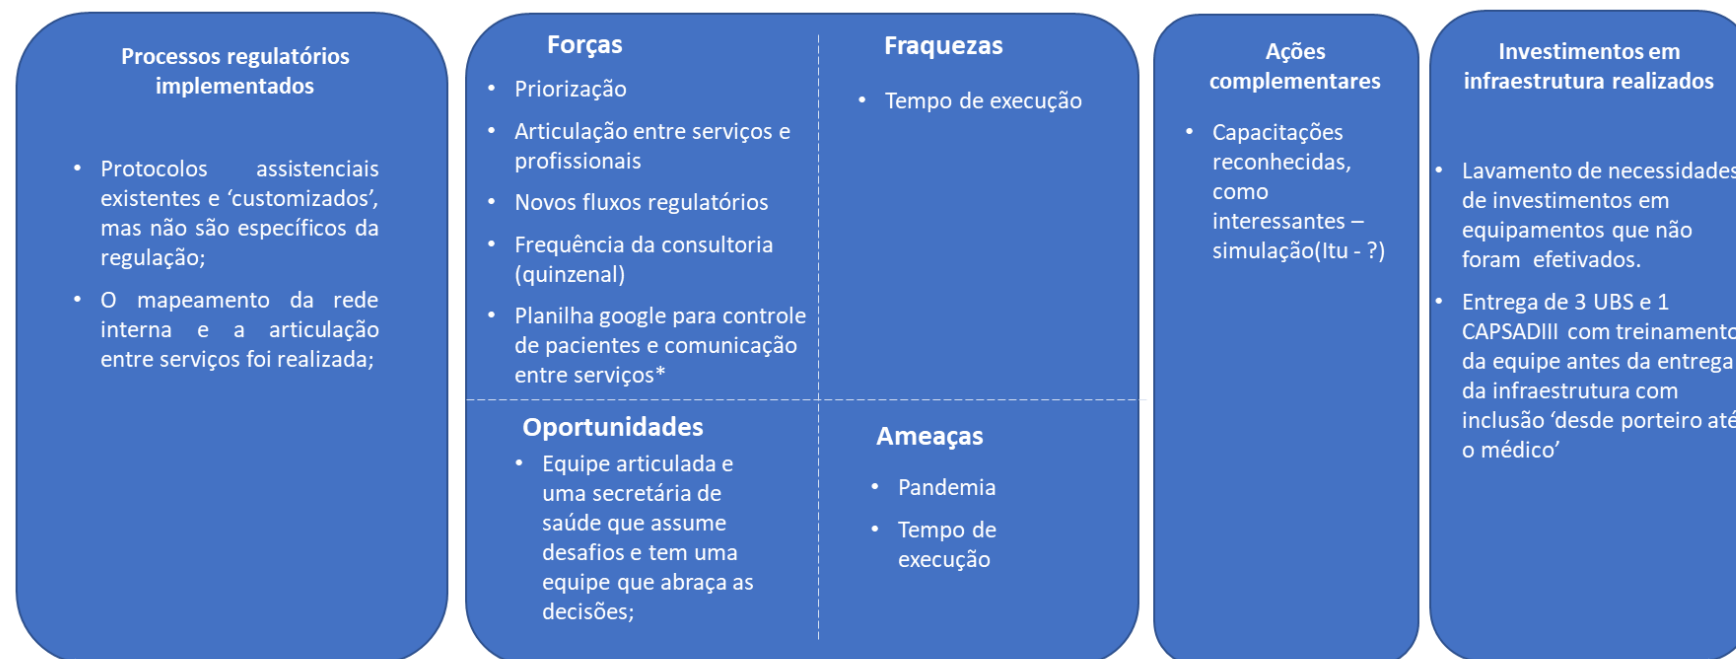 Processos regulatórios
implementados
• Protocolos assistenciais
existentes e ‘customizados’,
mas não são específicos da
regulação;
• O mapeamento da rede
interna e a articulação
entre serviços foi realizada;
Forças
• Priorização
• Articulação entre serviços e
profissionais
• Novos fluxos regulatórios
• Frequência da consultoria
(quinzenal)
• Planilha google para controle
de pacientes e comunicação
entre serviços*
Fraquezas
• Tempo de execução
Oportunidades
• Equipe articulada e
uma secretária de
saúde que assume
desafios e tem uma
equipe que abraça as
decisões;
Ameaças
• Pandemia
• Tempo de
execução
Ações
complementares
• Capacitações
reconhecidas,
como
interessantes –
simulação(Itu - ?)
Investimentos em
infraestrutura realizados
• Lavamento de necessidades
de investimentos em
equipamentos que não
foram efetivados.
• Entrega de 3 UBS e 1
CAPSADIII com treinamento
da equipe antes da entrega
da infraestrutura com
inclusão ‘desde porteiro até
o médico’